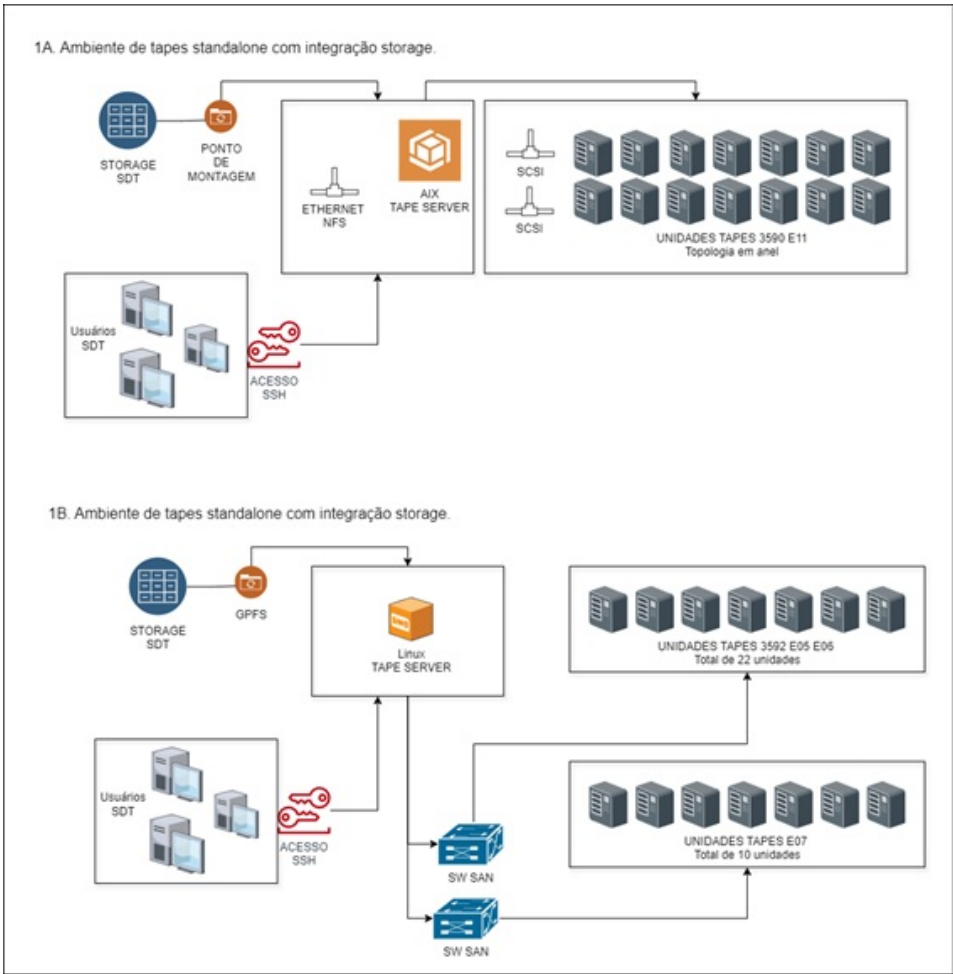 1A. Ambiente de tapes standalone com integração storage.
STORAGE
SDT
PONTO
DE
MONTAGEM
ETHERNET
NFS
AIX
TAPE SERVER
SCSI
SCSI
UNIDADES TAPES 3590 E11
Topologia em anel
Usuários
SDT
ACESSO
SSH
1B. Ambiente de tapes standalone com integração storage.
STORAGE
SDT
GPFS
Linux
TAPE SERVER
UNIDADES TAPES 3592 E05 E06
Total de 22 unidades
Usuários
SDT
ACESSO
SSH
SW SAN
UNIDADES TAPES E07
Total de 10 unidades
SW SAN